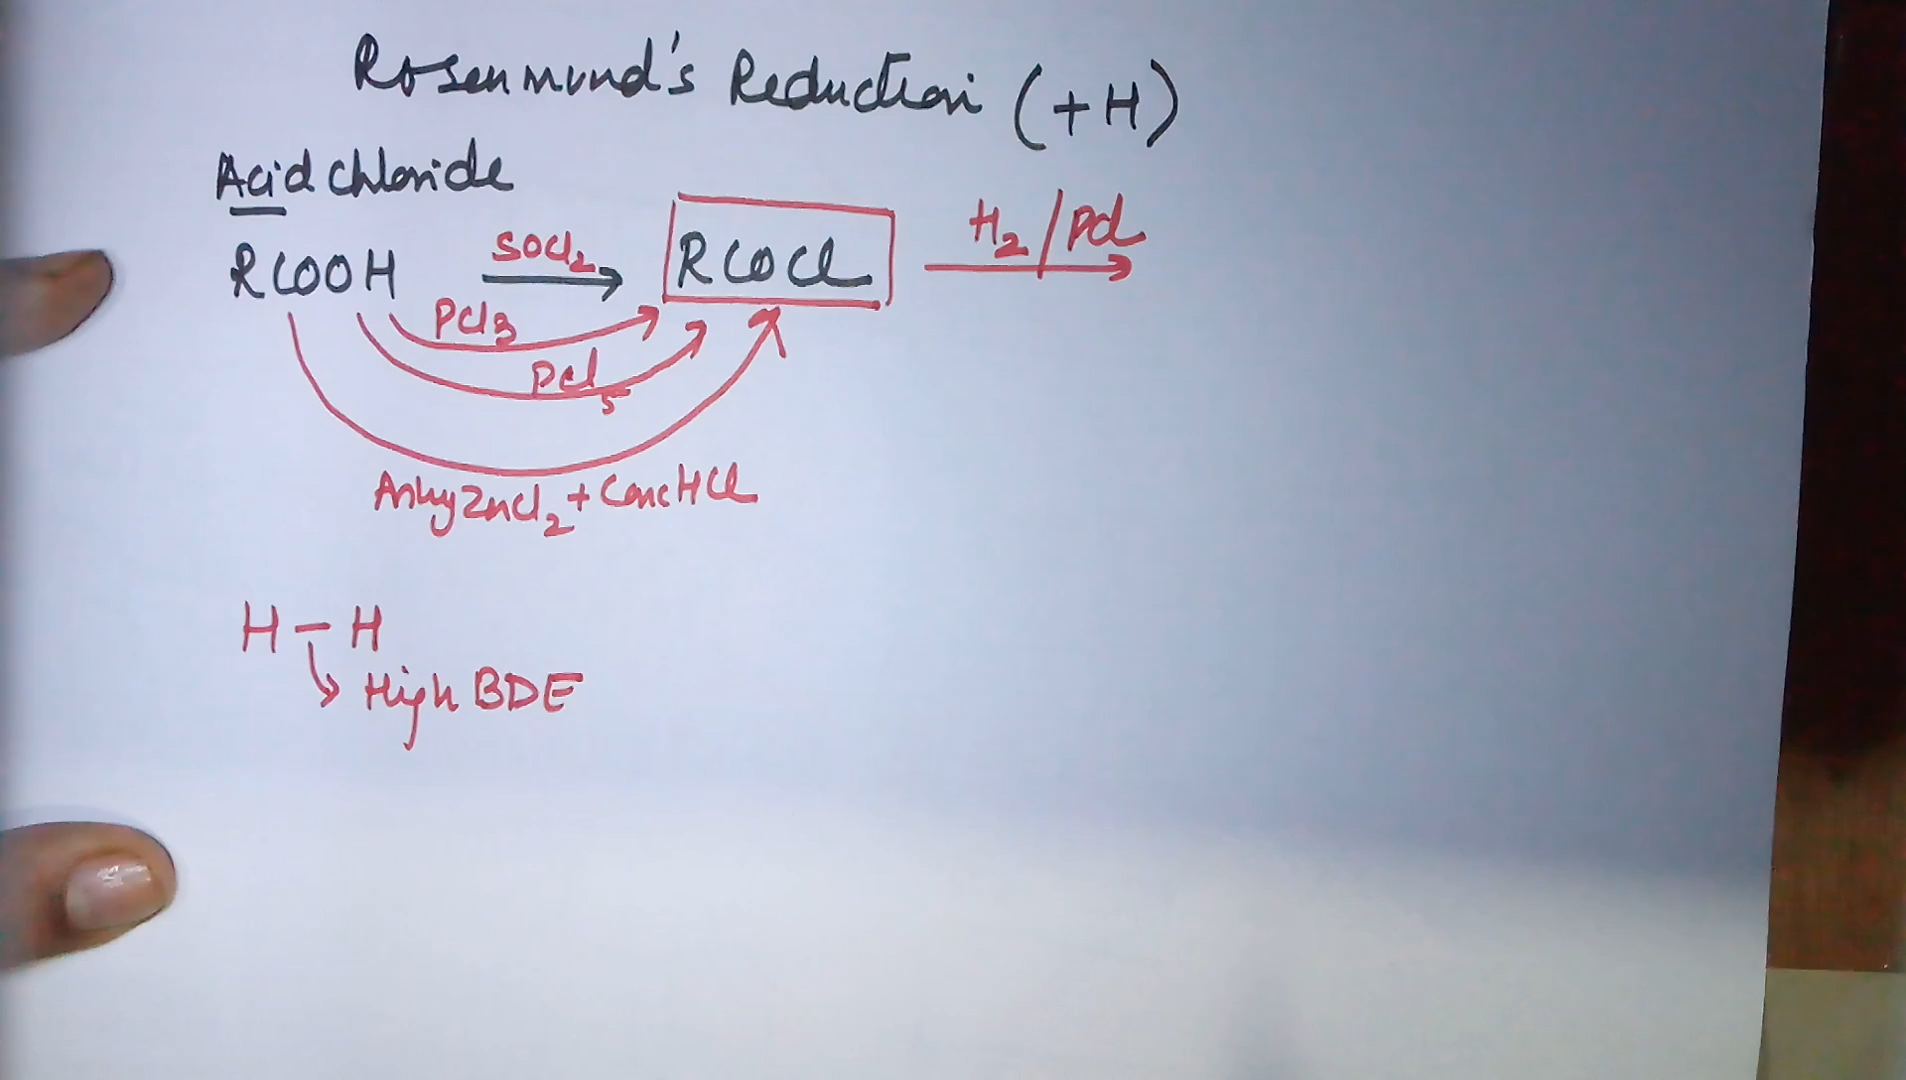 Rosenmund's Reduction (+H)
Acid chloride
RCOOH SOCl2 → RCOCl H2/Pd →
PCl3
PCl5
Anhy ZnCl2 + Conc HCl
H - H
↳ High BDE